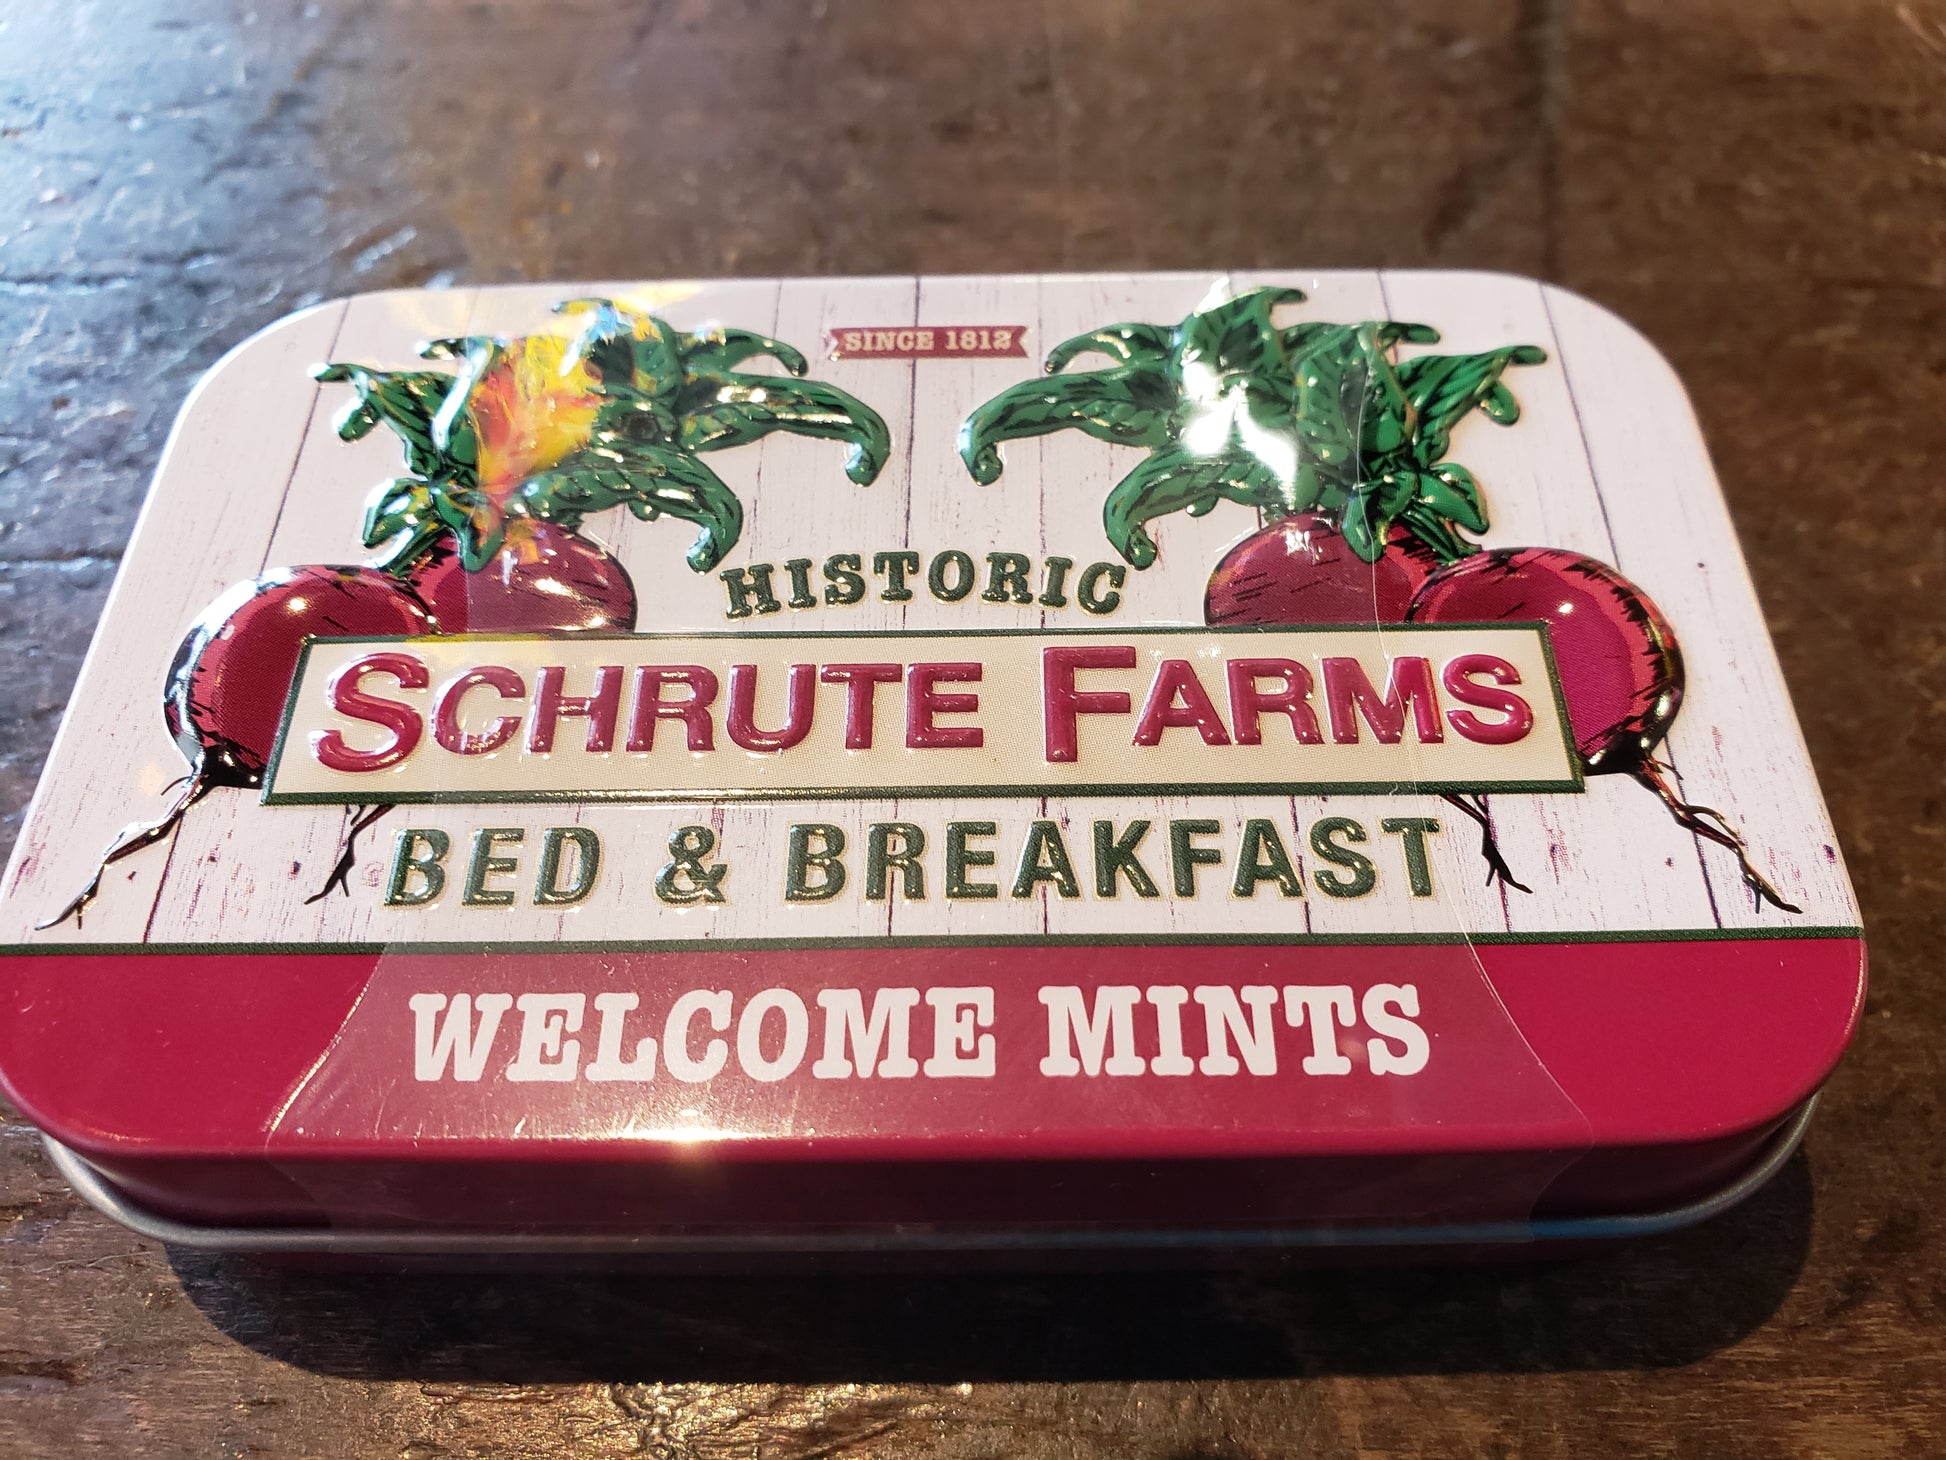 SINCE 1812
HISTORIC
SCHRUTE FARMS
BED & BREAKFAST
WELCOME MINTS